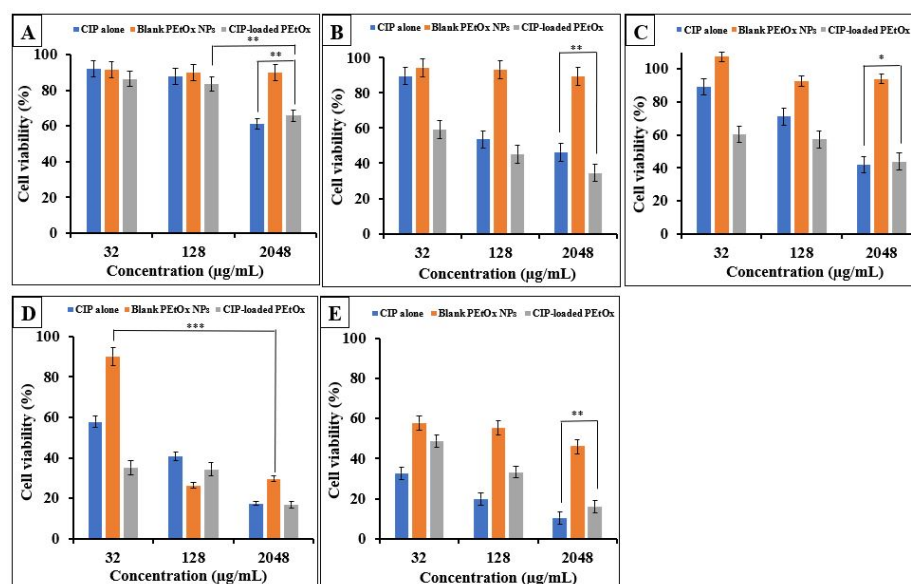 A
CIP alone Blank PEtOx NPs CIP-loaded PEtOx
100
80
60
40
20
0
Cell viability (%)
**
**
32 128 2048
Concentration (µg/mL)
B
CIP alone Blank PEtOx NPs CIP-loaded PEtOx
100
80
60
40
20
0
Cell viability (%)
**
32 128 2048
Concentration (µg/mL)
C
CIP alone Blank PEtOx NPs CIP-loaded PEtOx
100
80
60
40
20
0
Cell viability (%)
*
32 128 2048
Concentration (µg/mL)
D
CIP alone Blank PEtOx NPs CIP-loaded PEtOx
100
80
60
40
20
0
Cell viability (%)
***
32 128 2048
Concentration (µg/mL)
E
CIP alone Blank PEtOx NPs CIP-loaded PEtOx
100
80
60
40
20
0
Cell viability (%)
**
32 128 2048
Concentration (µg/mL)